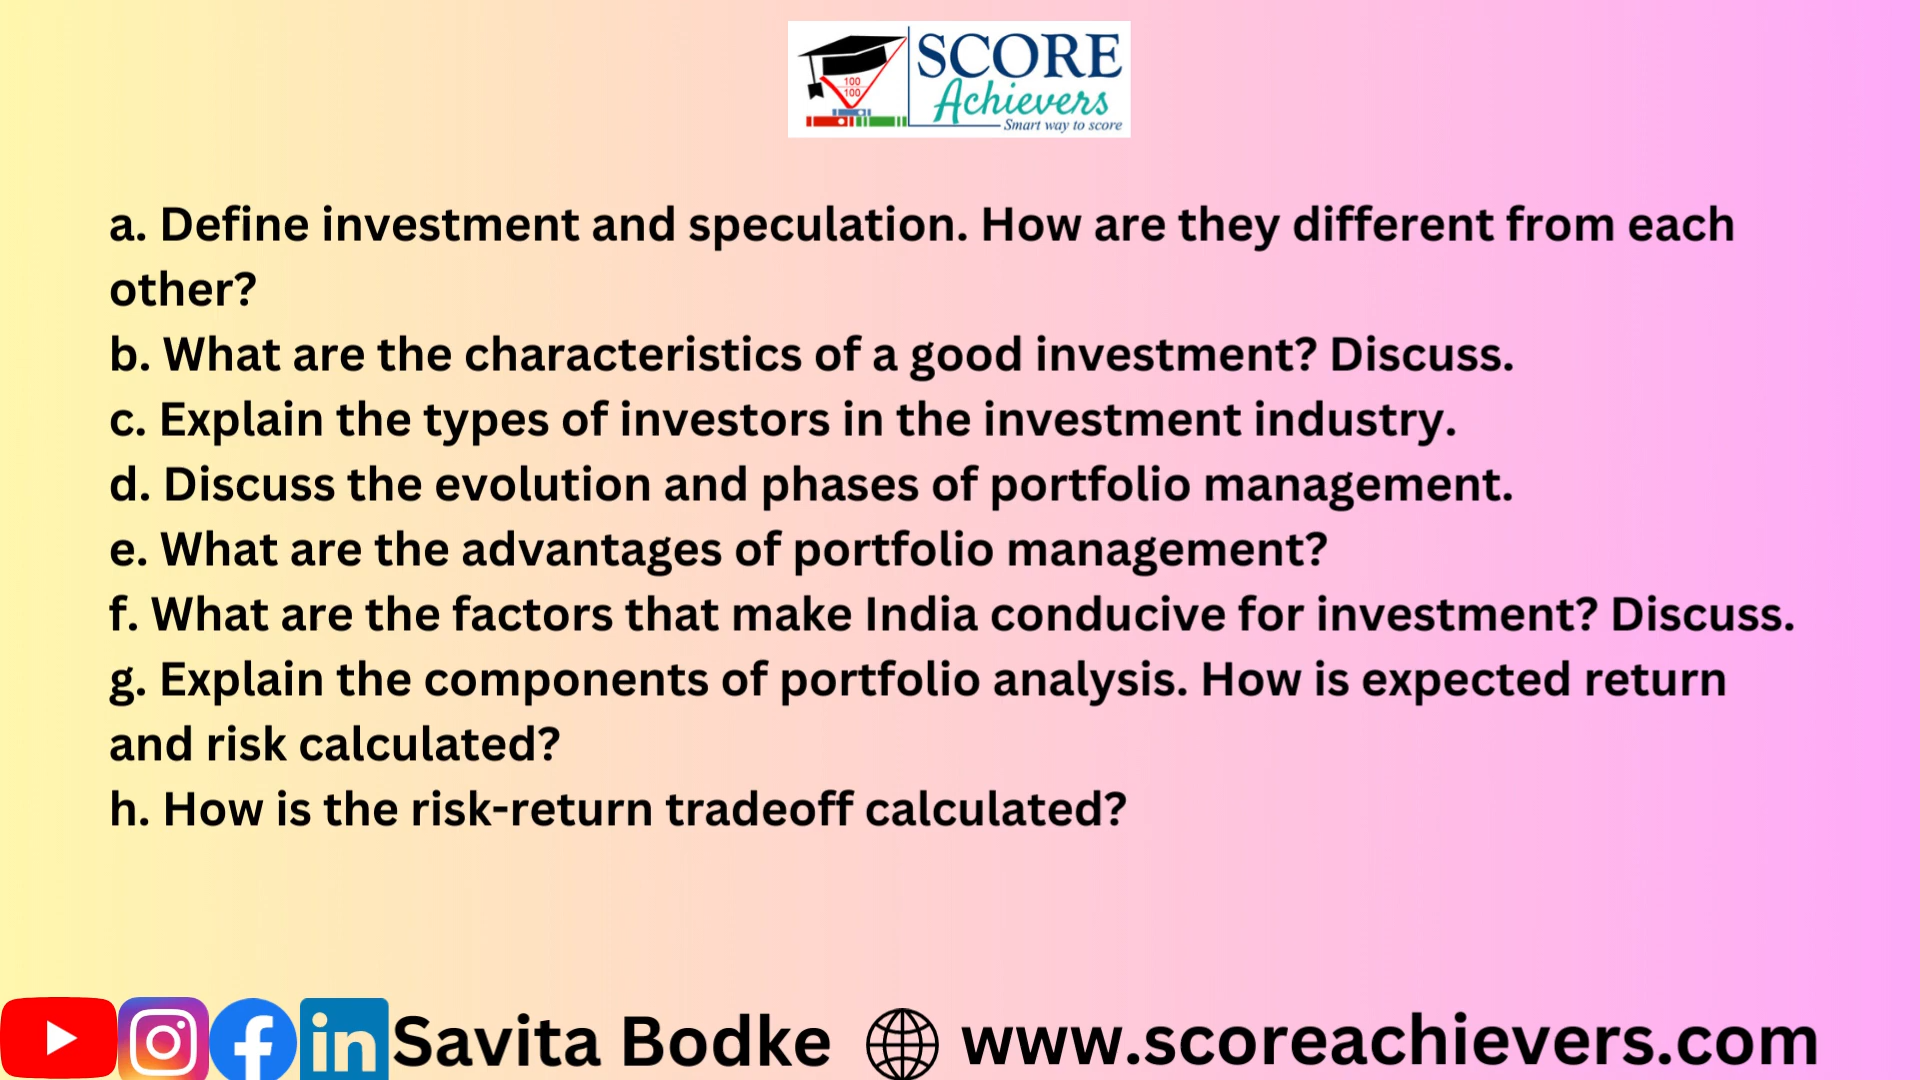 SCORE
Achievers
Smart way to score
100
100
a. Define investment and speculation. How are they different from each
other?
b. What are the characteristics of a good investment? Discuss.
c. Explain the types of investors in the investment industry.
d. Discuss the evolution and phases of portfolio management.
e. What are the advantages of portfolio management?
f. What are the factors that make India conducive for investment? Discuss.
g. Explain the components of portfolio analysis. How is expected return
and risk calculated?
h. How is the risk-return tradeoff calculated?
in Savita Bodke www.scoreachievers.com